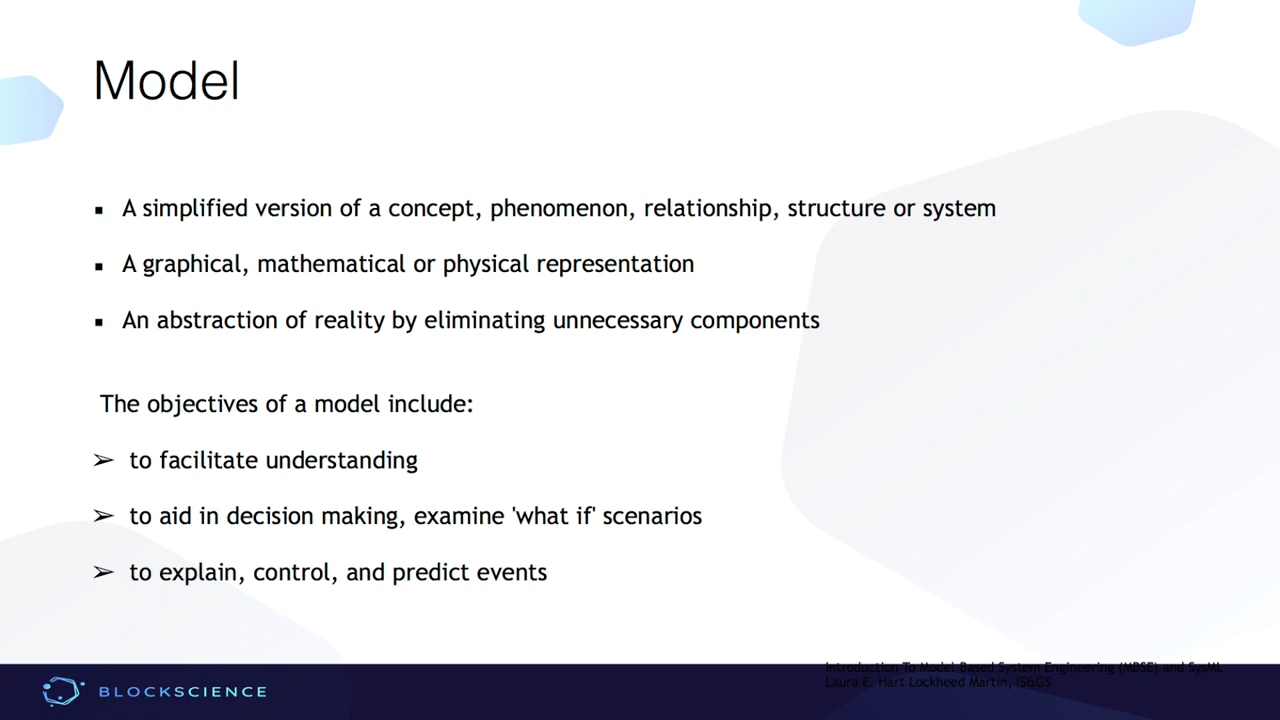 Model
▪ A simplified version of a concept, phenomenon, relationship, structure or system
▪ A graphical, mathematical or physical representation
▪ An abstraction of reality by eliminating unnecessary components
The objectives of a model include:
➢ to facilitate understanding
➢ to aid in decision making, examine 'what if' scenarios
➢ to explain, control, and predict events
Introduction To Model-Based System Engineering (MBSE) and SysML
Laura E. Hart Lockheed Martin, IS&GS
BLOCKSCIENCE